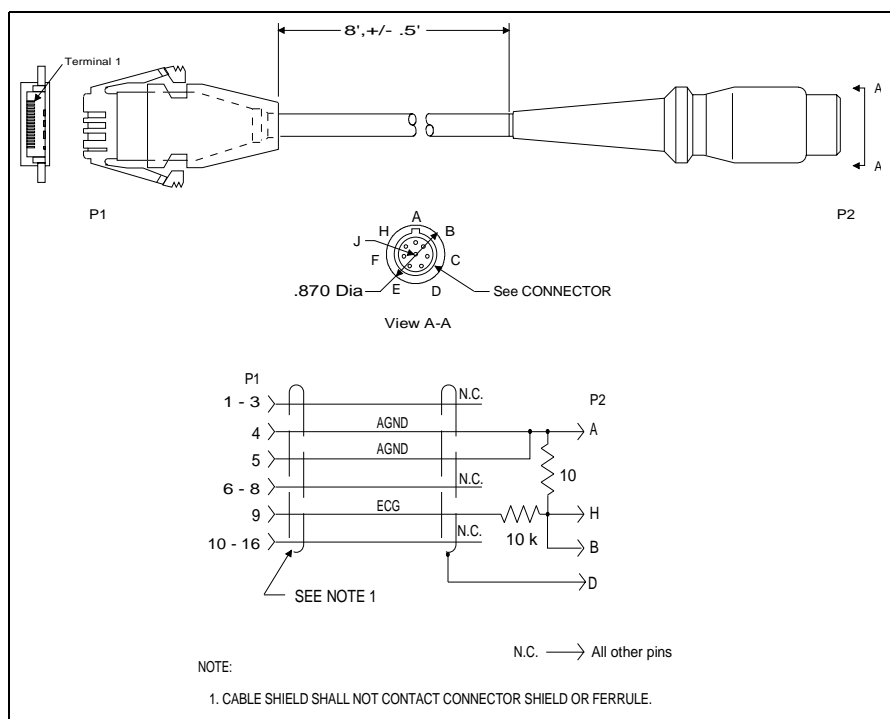 8',+/- .5'
Terminal 1
A
A
P1
P2
A
H
B
J
F
C
.870 Dia
E
D
See CONNECTOR
View A-A
P1
1 - 3
N.C.
P2
4
AGND
A
5
AGND
10
6 - 8
N.C.
9
ECG
H
10 k
10 - 16
N.C.
B
D
SEE NOTE 1
N.C.
All other pins
NOTE:
1. CABLE SHIELD SHALL NOT CONTACT CONNECTOR SHIELD OR FERRULE.